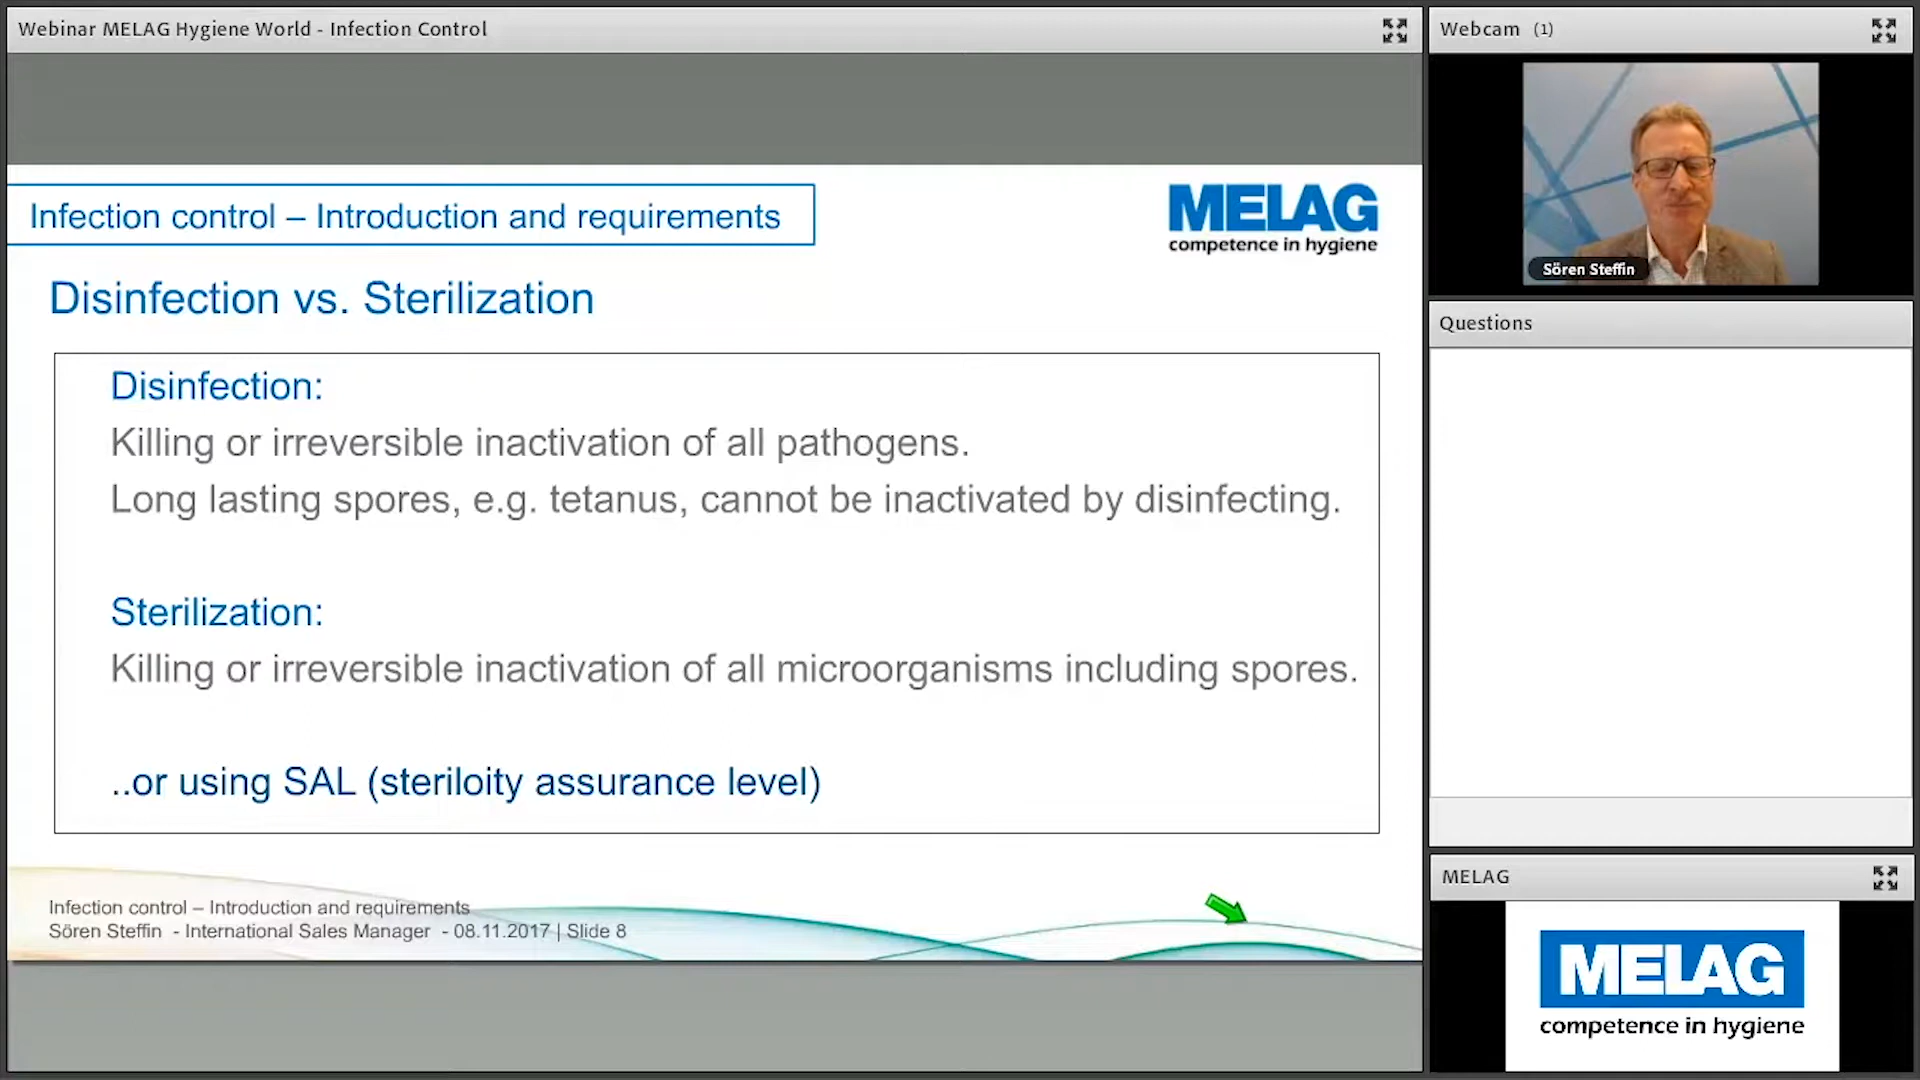 Webinar MELAG Hygiene World - Infection Control
Infection control – Introduction and requirements
MELAG
competence in hygiene
Disinfection vs. Sterilization
Disinfection:
Killing or irreversible inactivation of all pathogens.
Long lasting spores, e.g. tetanus, cannot be inactivated by disinfecting.
Sterilization:
Killing or irreversible inactivation of all microorganisms including spores.
..or using SAL (steriloity assurance level)
Infection control – Introduction and requirements
Sören Steffin - International Sales Manager - 08.11.2017 | Slide 8
Webcam (1)
Sören Steffin
Questions
MELAG
MELAG
competence in hygiene